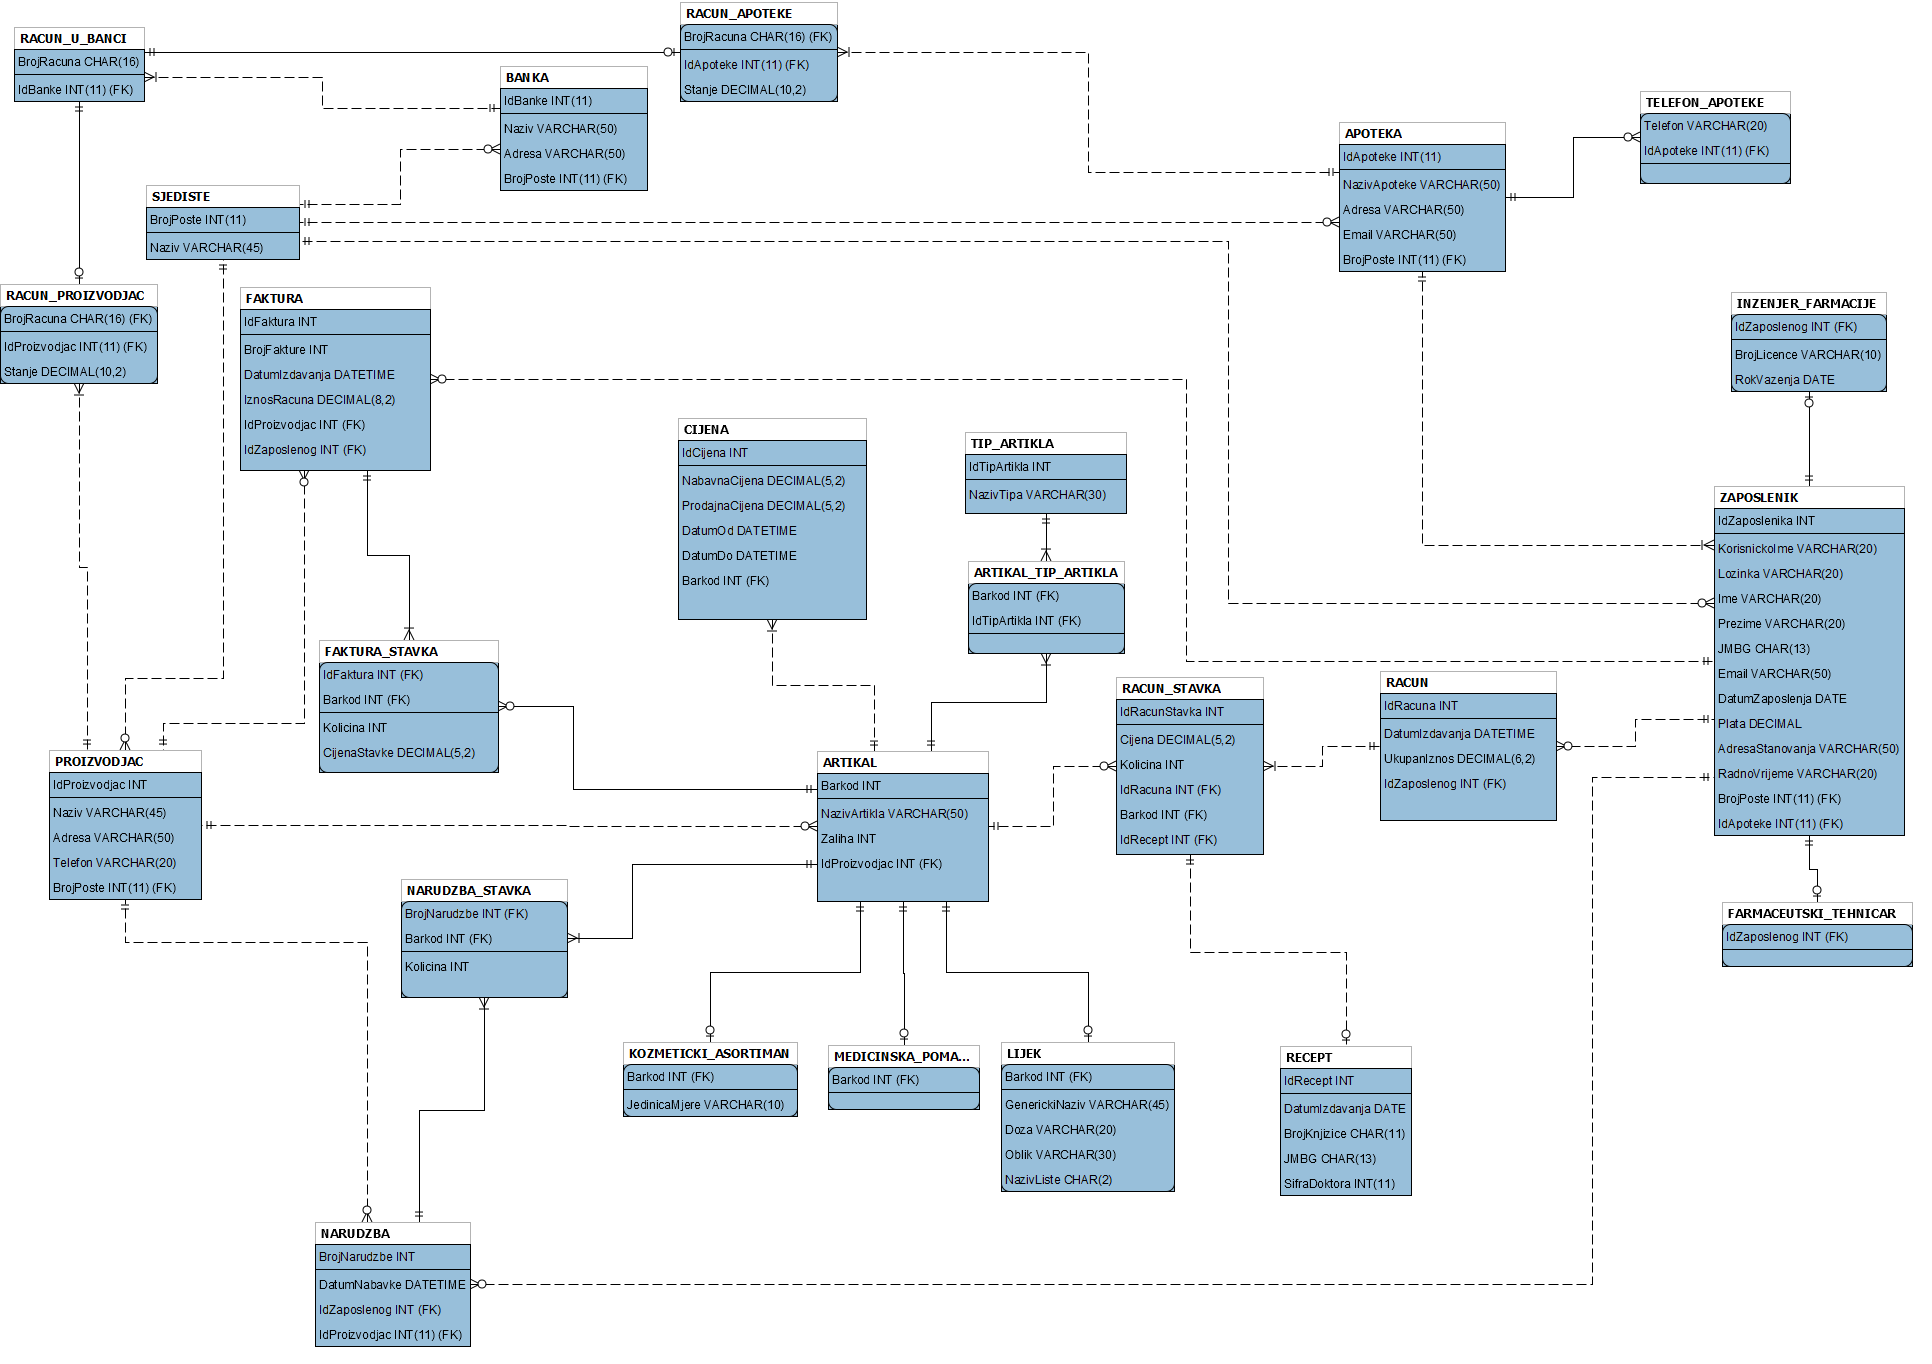 RACUN_APOTEKE
BrojRacuna CHAR(16) (FK)
IdApoteke INT(11) (FK)
Stanje DECIMAL(10,2)
RACUN_U_BANCI
BrojRacuna CHAR(16)
IdBanke INT(11) (FK)
BANKA
IdBanke INT(11)
Naziv VARCHAR(50)
Adresa VARCHAR(50)
BrojPoste INT(11) (FK)
TELEFON_APOTEKE
Telefon VARCHAR(20)
IdApoteke INT(11) (FK)
APOTEKA
IdApoteke INT(11)
NazivApoteke VARCHAR(50)
Adresa VARCHAR(50)
Email VARCHAR(50)
BrojPoste INT(11) (FK)
SJEDISTE
BrojPoste INT(11)
Naziv VARCHAR(45)
RACUN_PROIZVODJAC
BrojRacuna CHAR(16) (FK)
IdProizvodjac INT(11) (FK)
Stanje DECIMAL(10,2)
FAKTURA
IdFaktura INT
BrojFakture INT
DatumIzdavanja DATETIME
IznosRacuna DECIMAL(8,2)
IdProizvodjac INT (FK)
IdZaposlenog INT (FK)
INZENJER_FARMACIJE
IdZaposlenog INT (FK)
BrojLicence VARCHAR(10)
RokVazenja DATE
CIJENA
IdCijena INT
NabavnaCijena DECIMAL(5,2)
ProdajnaCijena DECIMAL(5,2)
DatumOd DATETIME
DatumDo DATETIME
Barkod INT (FK)
TIP_ARTIKLA
IdTipArtikla INT
NazivTipa VARCHAR(30)
ZAPOSLENIK
IdZaposlenika INT
KorisnickoIme VARCHAR(20)
Lozinka VARCHAR(20)
Ime VARCHAR(20)
Prezime VARCHAR(20)
JMBG CHAR(13)
Email VARCHAR(50)
DatumZaposlenja DATE
Plata DECIMAL
AdresaStanovanja VARCHAR(50)
RadnoVrijeme VARCHAR(20)
BrojPoste INT(11) (FK)
IdApoteke INT(11) (FK)
ARTIKAL_TIP_ARTIKLA
Barkod INT (FK)
IdTipArtikla INT (FK)
FAKTURA_STAVKA
IdFaktura INT (FK)
Barkod INT (FK)
Kolicina INT
CijenaStavke DECIMAL(5,2)
RACUN_STAVKA
IdRacunStavka INT
Cijena DECIMAL(5,2)
Kolicina INT
IdRacuna INT (FK)
Barkod INT (FK)
IdRecept INT (FK)
RACUN
IdRacuna INT
DatumIzdavanja DATETIME
UkupanIznos DECIMAL(6,2)
IdZaposlenog INT (FK)
PROIZVODJAC
IdProizvodjac INT
Naziv VARCHAR(45)
Adresa VARCHAR(50)
Telefon VARCHAR(20)
BrojPoste INT(11) (FK)
ARTIKAL
Barkod INT
NazivArtikla VARCHAR(50)
Zaliha INT
IdProizvodjac INT (FK)
NARUDZBA_STAVKA
BrojNarudzbe INT (FK)
Barkod INT (FK)
Kolicina INT
FARMACEUTSKI_TEHNICAR
IdZaposlenog INT (FK)
KOZMETICKI_ASORTIMAN
Barkod INT (FK)
JedinicaMjere VARCHAR(10)
MEDICINSKA_POMA...
Barkod INT (FK)
LIJEK
Barkod INT (FK)
GenerickiNaziv VARCHAR(45)
Doza VARCHAR(20)
Oblik VARCHAR(30)
NazivListe CHAR(2)
RECEPT
IdRecept INT
DatumIzdavanja DATE
BrojKnjizice CHAR(11)
JMBG CHAR(13)
SifraDoktora INT(11)
NARUDZBA
BrojNarudzbe INT
DatumNabavke DATETIME
IdZaposlenog INT (FK)
IdProizvodjac INT(11) (FK)